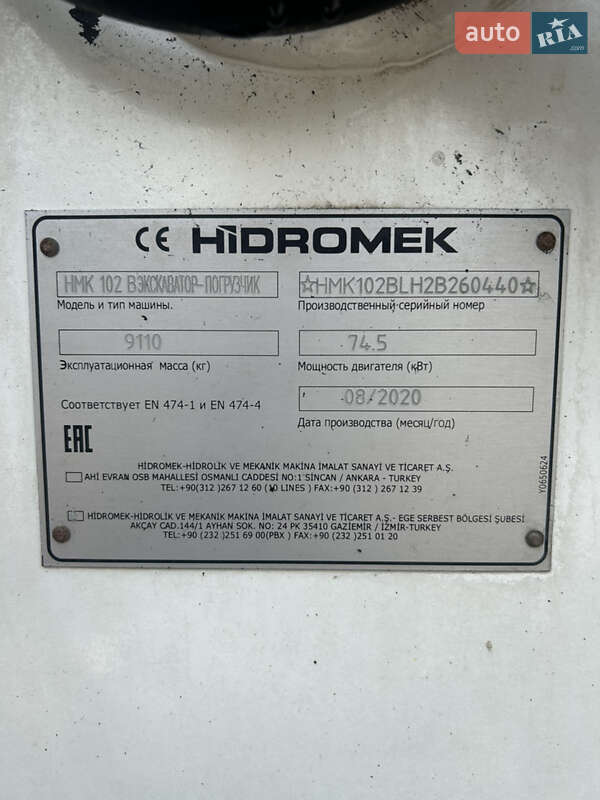 auto RIA.com
CE HİDROMEK
HMK 102 B ЭКСКАВАТОР-ПОГРУЗЧИК
☆HMK102BLH2B260440☆
Модель и тип машины.
Производственный серийный номер
9110
74.5
Эксплуатационная масса (кг)
Мощность двигателя (кВт)
Соответствует EN 474-1 и EN 474-4
08/2020
Дата производства (месяц/год)
EAC
HİDROMEK-HİDROLİK VE MEKANİK MAKİNA İMALAT SANAYİ VE TİCARET A.Ş.
AHİ EVRAN OSB MAHALLESİ OSMANLI CADDESİ NO:1 SİNCAN / ANKARA - TURKEY
TEL:+90(312 )267 12 60 (10 LINES ) FAX:+90 (312 ) 267 12 39
HİDROMEK-HİDROLİK VE MEKANİK MAKİNA İMALAT SANAYİ VE TİCARET A.Ş. - EGE SERBEST BÖLGESİ ŞUBESİ
AKÇAY CAD.144/1 AYHAN SOK. NO: 24 PK 35410 GAZİEMİR / İZMİR-TURKEY
TEL:+90 (232 )251 69 00(PBX ) FAX:+90 (232 )251 01 20
Y0650624